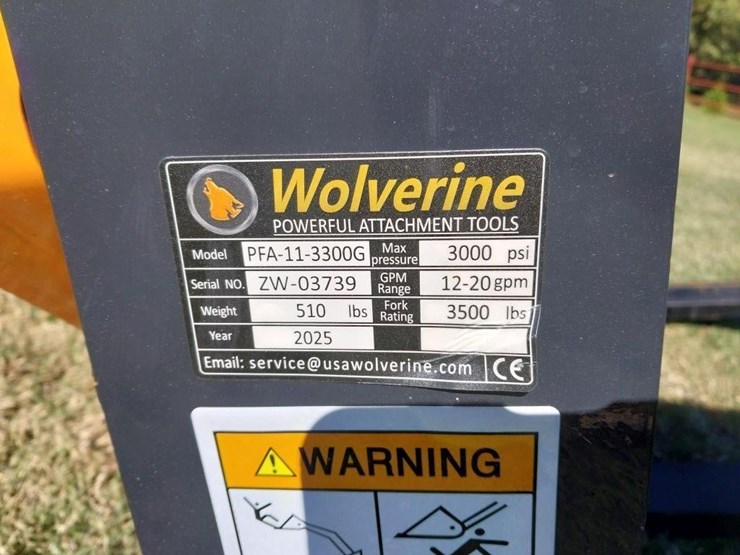 Wolverine
POWERFUL ATTACHMENT TOOLS
Model PFA-11-3300G Max pressure 3000 psi
Serial NO. ZW-03739 GPM Range 12-20 gpm
Weight 510 lbs Fork Rating 3500 lbs
Year 2025
Email: service@usawolverine.com CE
WARNING